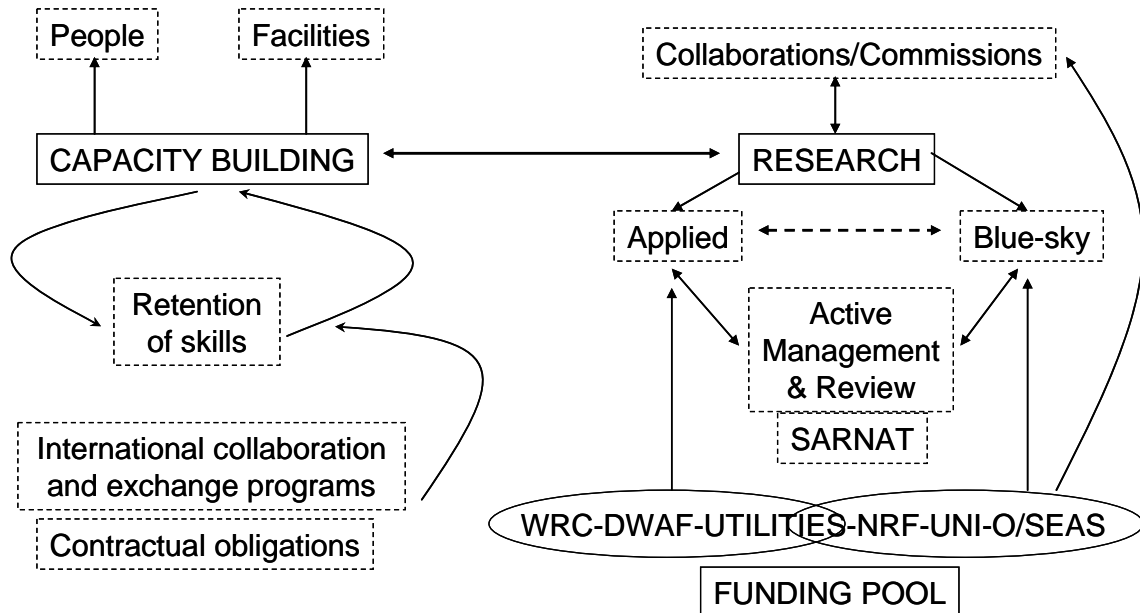 People
Facilities
Collaborations/Commissions
CAPACITY BUILDING
RESEARCH
Applied
Blue-sky
Retention
of skills
Active
Management
& Review
SARNAT
International collaboration
and exchange programs
Contractual obligations
WRC-DWAF-UTILITIES-NRF-UNI-O/SEAS
FUNDING POOL